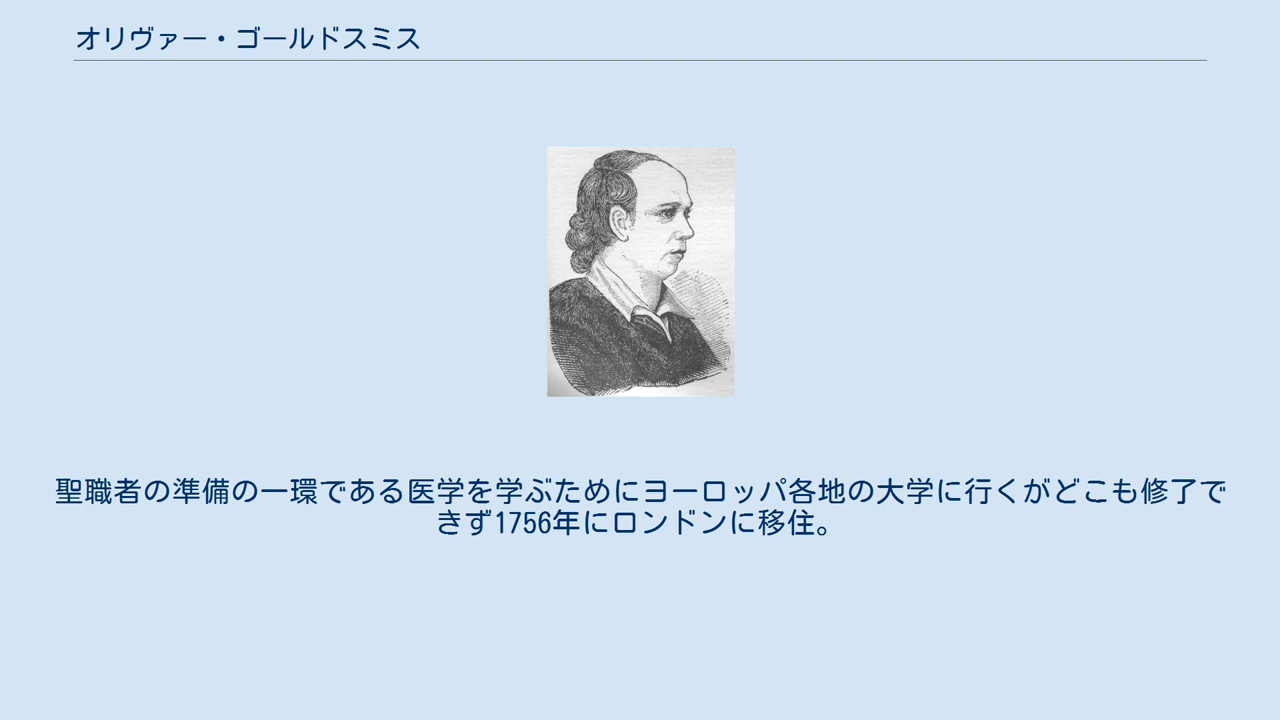 オリヴァー・ゴールドスミス
聖職者の準備の一環である医学を学ぶためにヨーロッパ各地の大学に行くがどこも修了で
きず1756年にロンドンに移住。